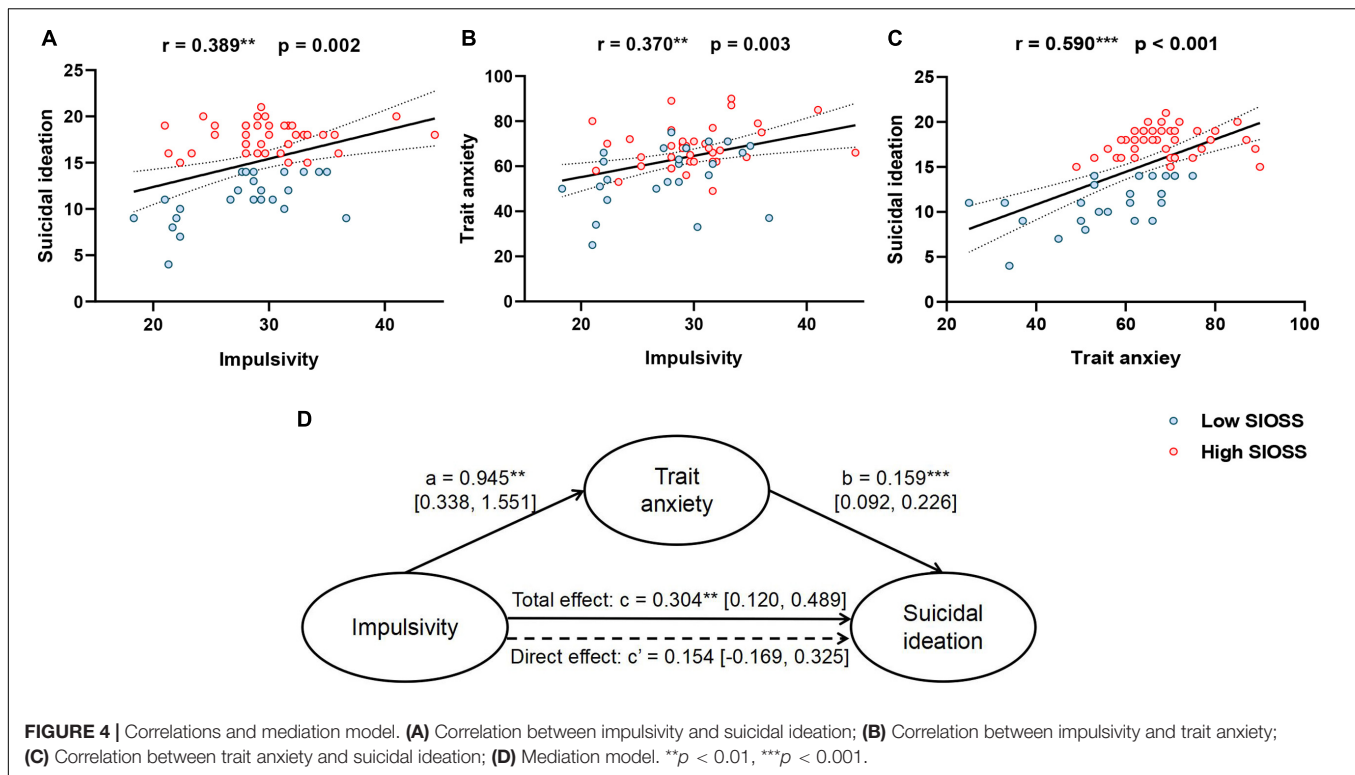 A
r = 0.389** p = 0.002
Suicidal ideation
25
20
15
10
5
0
20 30 40
Impulsivity
B
r = 0.370** p = 0.003
Trait anxiety
100
80
60
40
20
0
20 30 40
Impulsivity
C
r = 0.590*** p < 0.001
Suicidal ideation
25
20
15
10
5
0
20 40 60 80 100
Trait anxiey
Low SIOSS
High SIOSS
D
a = 0.945**
[0.338, 1.551]
Trait
anxiety
b = 0.159***
[0.092, 0.226]
Impulsivity
Total effect: c = 0.304** [0.120, 0.489]
Direct effect: c' = 0.154 [-0.169, 0.325]
Suicidal
ideation
FIGURE 4 | Correlations and mediation model. (A) Correlation between impulsivity and suicidal ideation; (B) Correlation between impulsivity and trait anxiety;
(C) Correlation between trait anxiety and suicidal ideation; (D) Mediation model. **p < 0.01, ***p < 0.001.